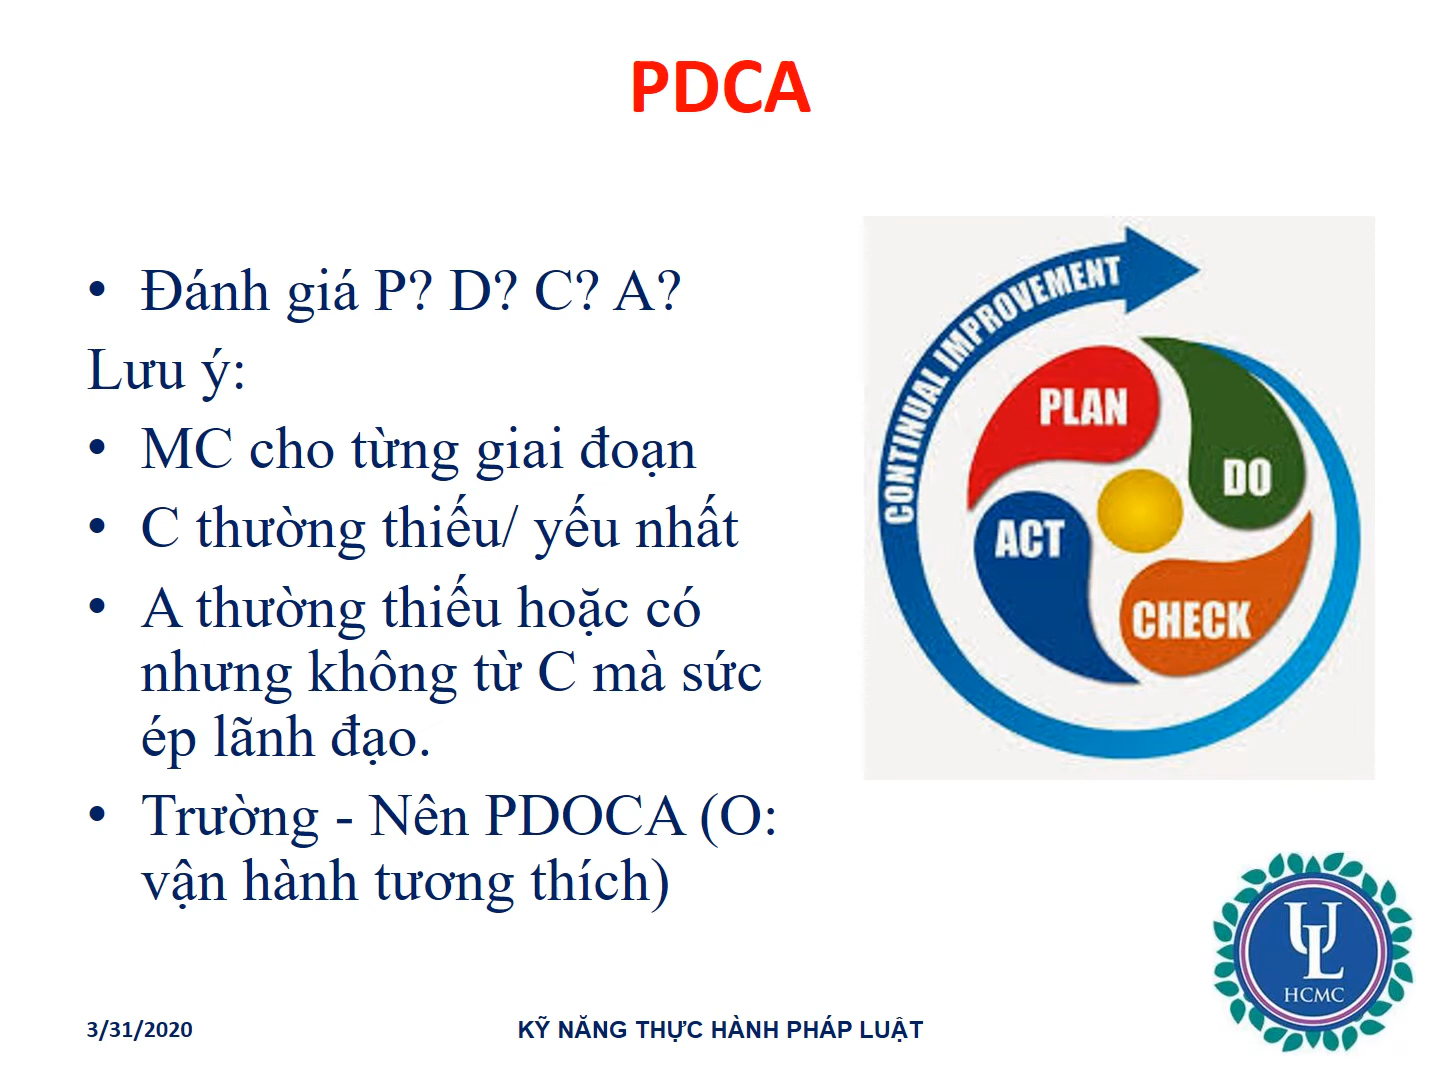 PDCA
• Đánh giá P? D? C? A?
Lưu ý:
• MC cho từng giai đoạn
• C thường thiếu/ yếu nhất
• A thường thiếu hoặc có
nhưng không từ C mà sức
ép lãnh đạo.
• Trường - Nên PDOCA (O:
vận hành tương thích)
CONTINUAL IMPROVEMENT
PLAN
DO
ACT
CHECK
UL
HCMC
3/31/2020
KỸ NĂNG THỰC HÀNH PHÁP LUẬT